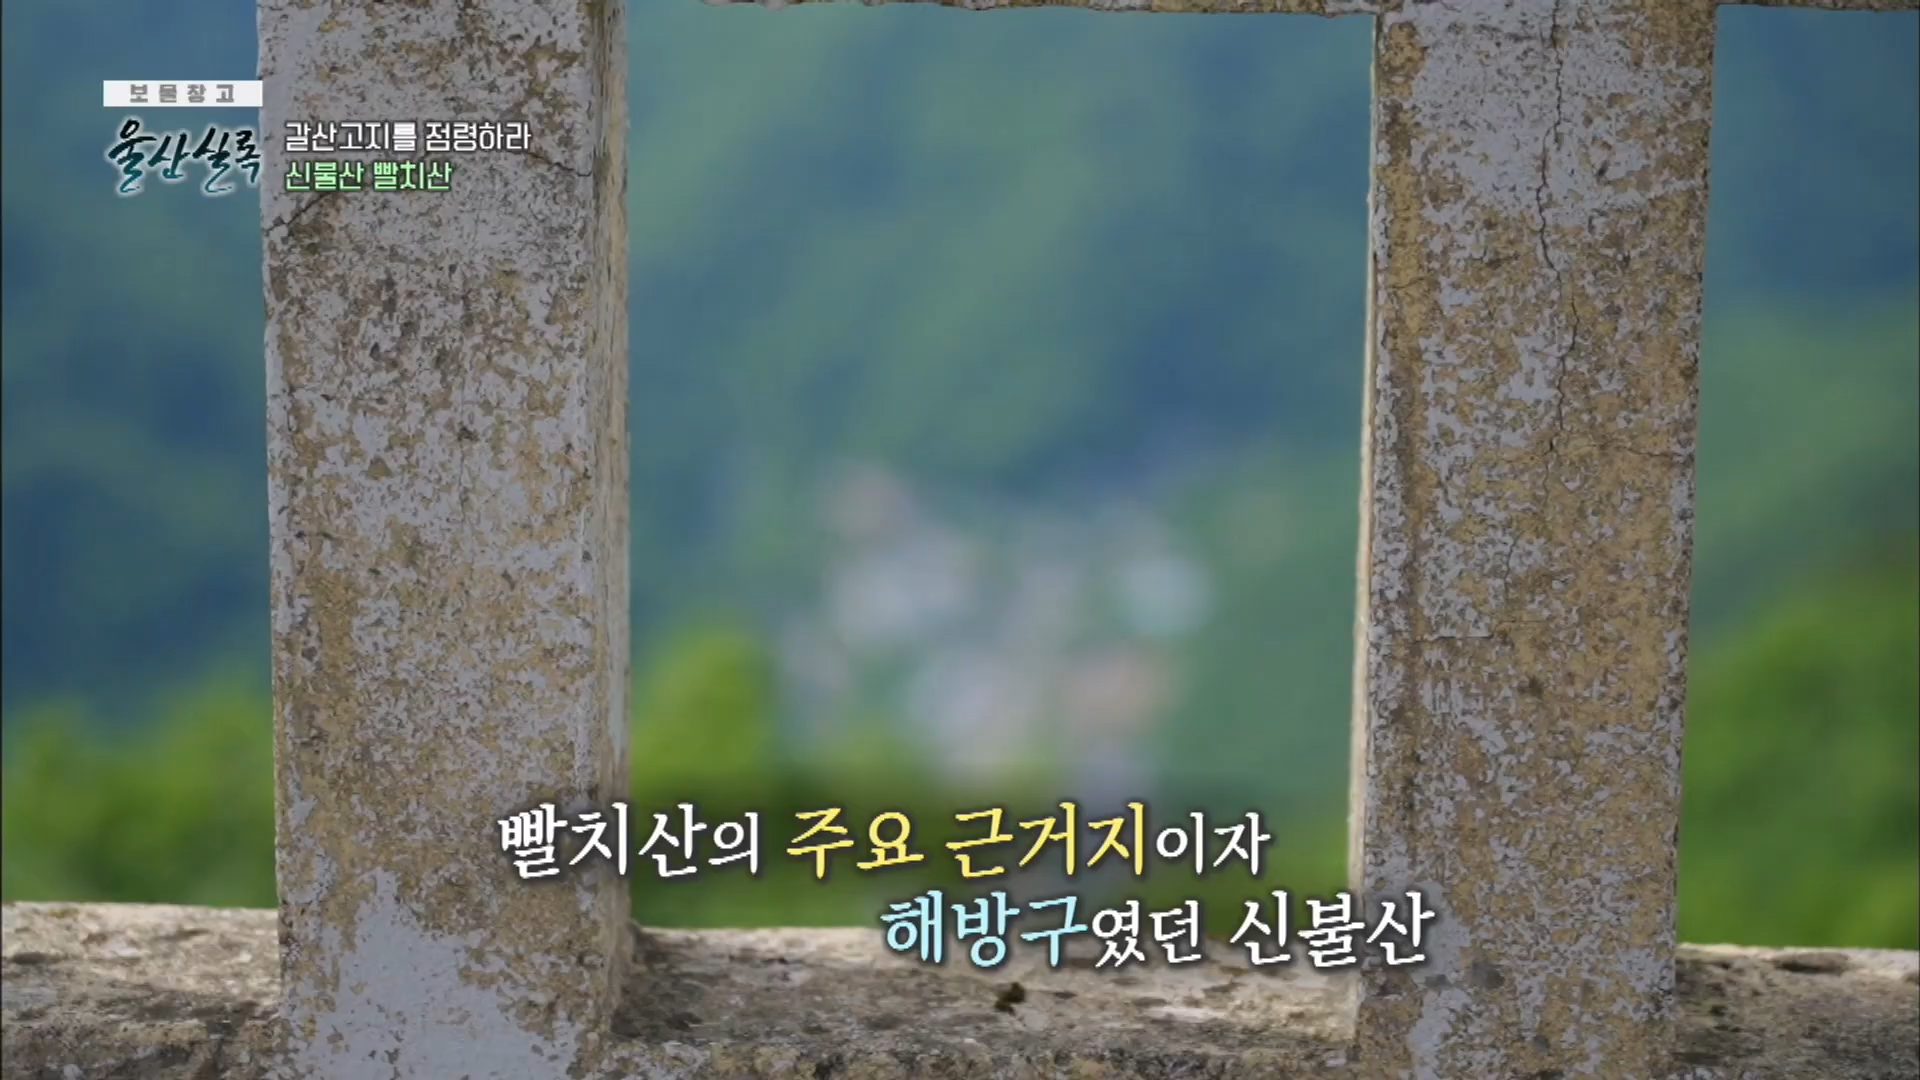 보물창고
울산실록
갈산고지를 점령하라
신불산 빨치산
빨치산의 주요 근거지이자
해방구였던 신불산